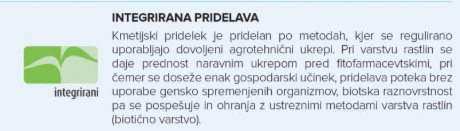 INTEGRIRANA PRIDELAVA
Kmetijski pridelek je pridelan po metodah, kjer se regulirano
uporabljajo dovoljeni agrotehnični ukrepi. Pri varstvu rastlin se
daje prednost naravnim ukrepom pred fitofarmacevtskimi, pri
čemer se doseže enak gospodarski učinek, pridelava poteka brez
uporabe gensko spremenjenih organizmov, biotska raznovrstnost
pa se pospešuje in ohranja z ustreznimi metodami varstva rastlin
(biotično varstvo).
integrirani